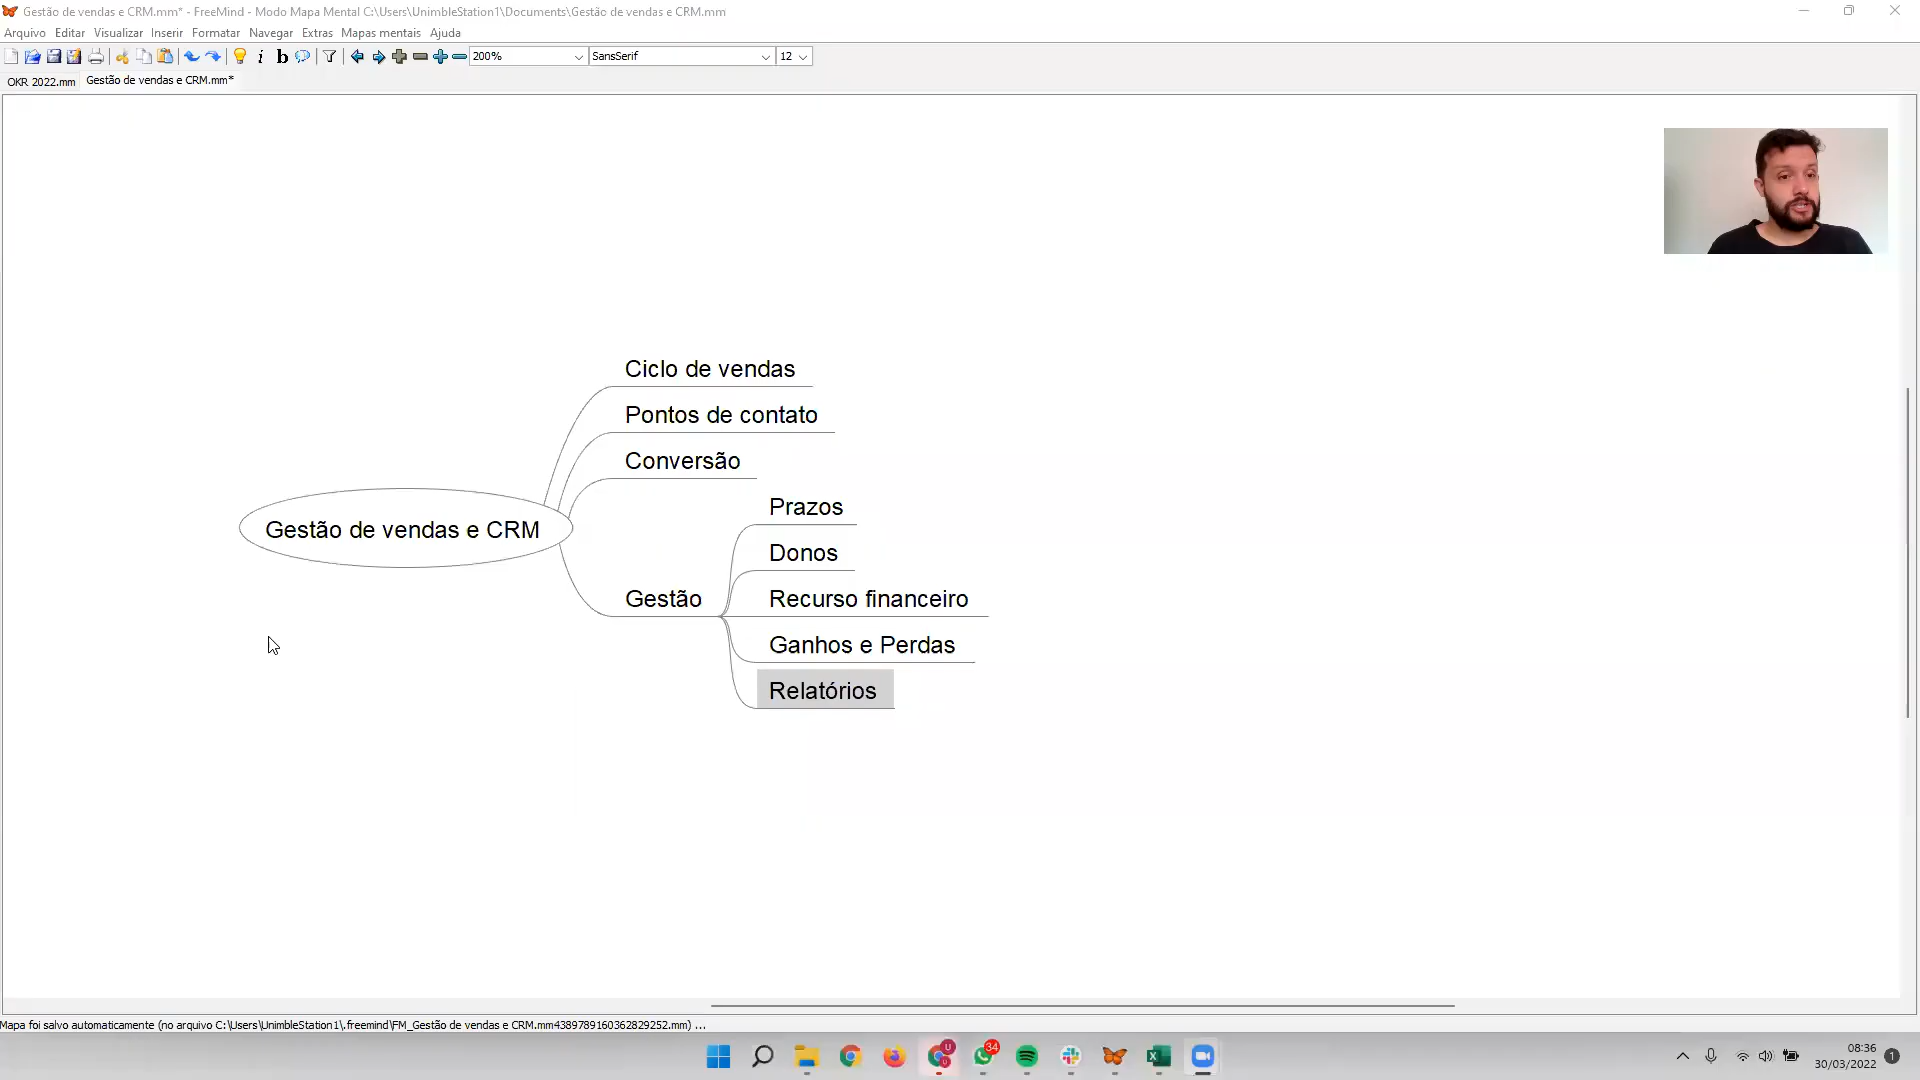 Gestão de vendas e CRM.mm* - FreeMind - Modo Mapa Mental C:\Users\UnimbleStation1\Documents\Gestão de vendas e CRM.mm
Arquivo Editar Visualizar Inserir Formatar Navegar Extras Mapas mentais Ajuda
200% SansSerif 12
OKR 2022.mm Gestão de vendas e CRM.mm*
Ciclo de vendas
Pontos de contato
Conversão
Prazos
Gestão de vendas e CRM
Donos
Gestão
Recurso financeiro
Ganhos e Perdas
Relatórios
Mapa foi salvo automaticamente (no arquivo C:\Users\UnimbleStation1\.freemind\FM_Gestão de vendas e CRM.mm4389789160362829252.mm) ...
34
08:36
30/03/2022
1